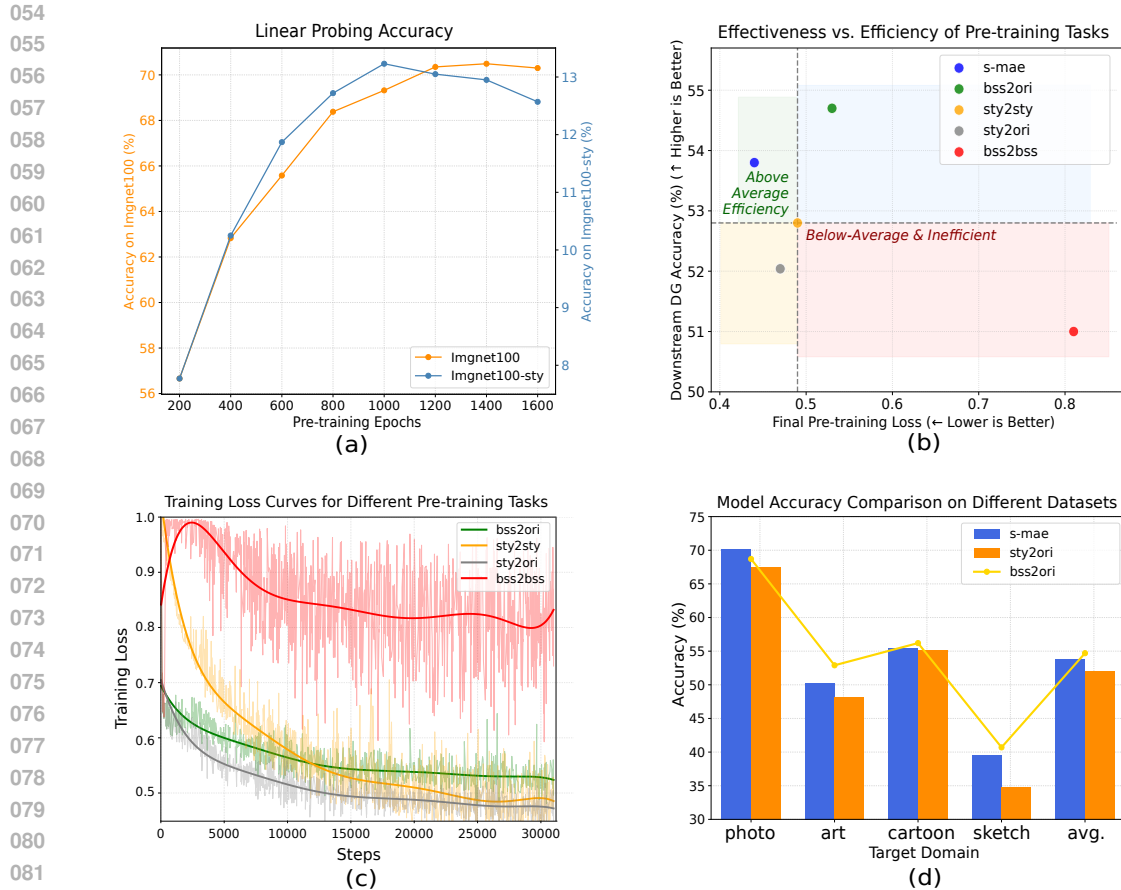 054
055
056
057
058
059
060
061
062
063
064
065
066
067
068
069
070
071
072
073
074
075
076
077
078
079
080
081
Linear Probing Accuracy
Accuracy on Imgnet100 (%)
70
68
66
64
62
60
58
56
13
12
11
10
9
8
Accuracy on Imgnet100-sty (%)
Imgnet100
Imgnet100-sty
200 400 600 800 1000 1200 1400 1600
Pre-training Epochs
(a)
Effectiveness vs. Efficiency of Pre-training Tasks
Downstream DG Accuracy (%) (↑ Higher is Better)
55
54
53
52
51
50
s-mae
bss2ori
sty2sty
sty2ori
bss2bss
Above
Average
Efficiency
Below-Average & Inefficient
0.4 0.5 0.6 0.7 0.8
Final Pre-training Loss (← Lower is Better)
(b)
Training Loss Curves for Different Pre-training Tasks
Training Loss
1.0
0.9
0.8
0.7
0.6
0.5
bss2ori
sty2sty
sty2ori
bss2bss
0 5000 10000 15000 20000 25000 30000
Steps
(c)
Model Accuracy Comparison on Different Datasets
Accuracy (%)
75
70
65
60
55
50
45
40
35
30
s-mae
sty2ori
bss2ori
photo art cartoon sketch avg.
Target Domain
(d)